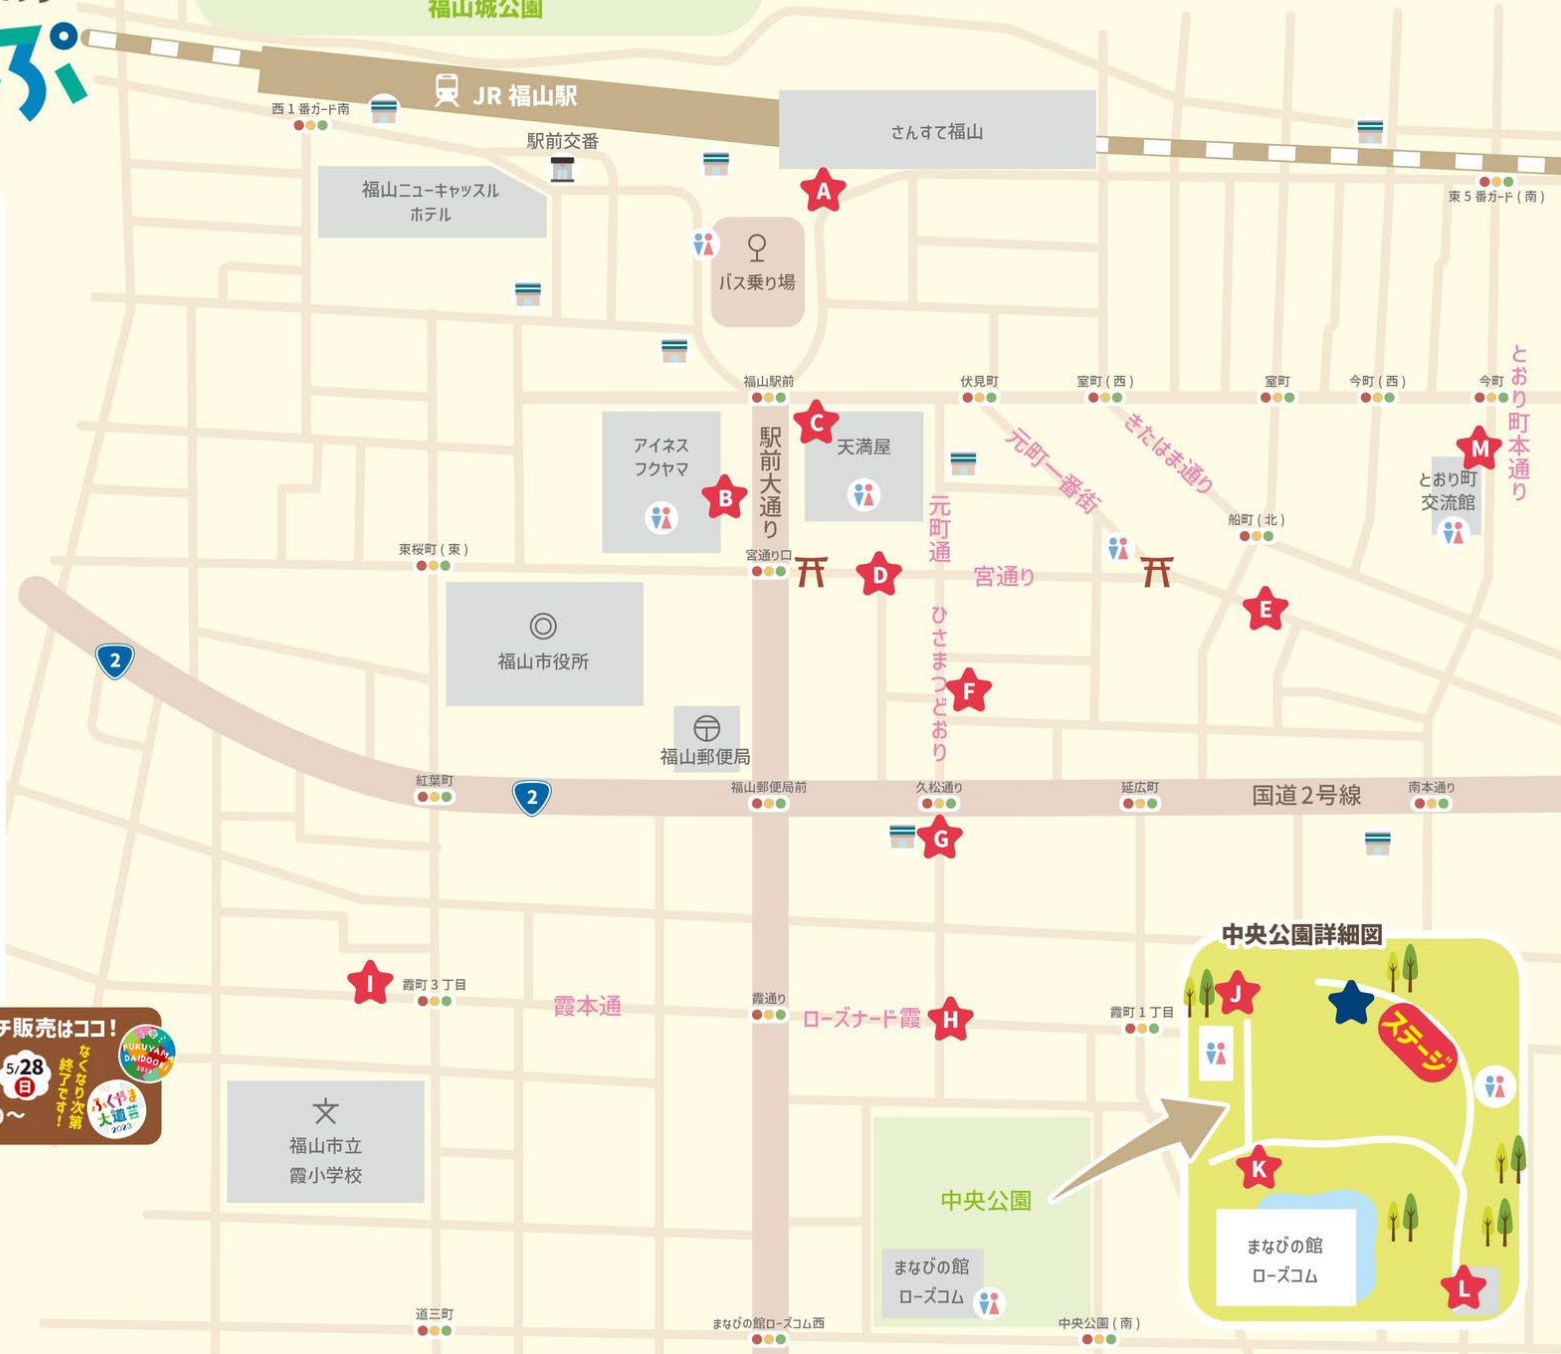 福山城公園
ぷ
JR 福山駅
西1番ガード南
駅前交番
さんすて福山
福山ニューキャッスル
ホテル
東5番ガード(南)
A
バス乗り場
福山駅前
伏見町
室町(西)
室町
今町(西)
今町
とおり町本通り
C
天満屋
アイネス
フクヤマ
B
駅前大通り
元町一番街
きたはま通り
M
とおり町
交流館
元町通
船町(北)
東桜町(東)
宮通り口
D
宮通り
E
福山市役所
2
ひさまつどおり
F
福山郵便局
紅葉町
2
福山郵便局前
久松通り
延広町
国道2号線
南本通り
G
中央公園詳細図
I
霞町3丁目
霞本通
霞通り
ローズナード霞
H
霞町1丁目
J
ステージ
チ販売はココ!
5/28
日
なくなり次第
終了です!
FUKUYAMA
DAIDOGEI
2023
ふくやま
大道芸
2023
福山市立
霞小学校
中央公園
K
まなびの館
ローズコム
まなびの館
ローズコム
L
道三町
まなびの館ローズコム西
中央公園(南)